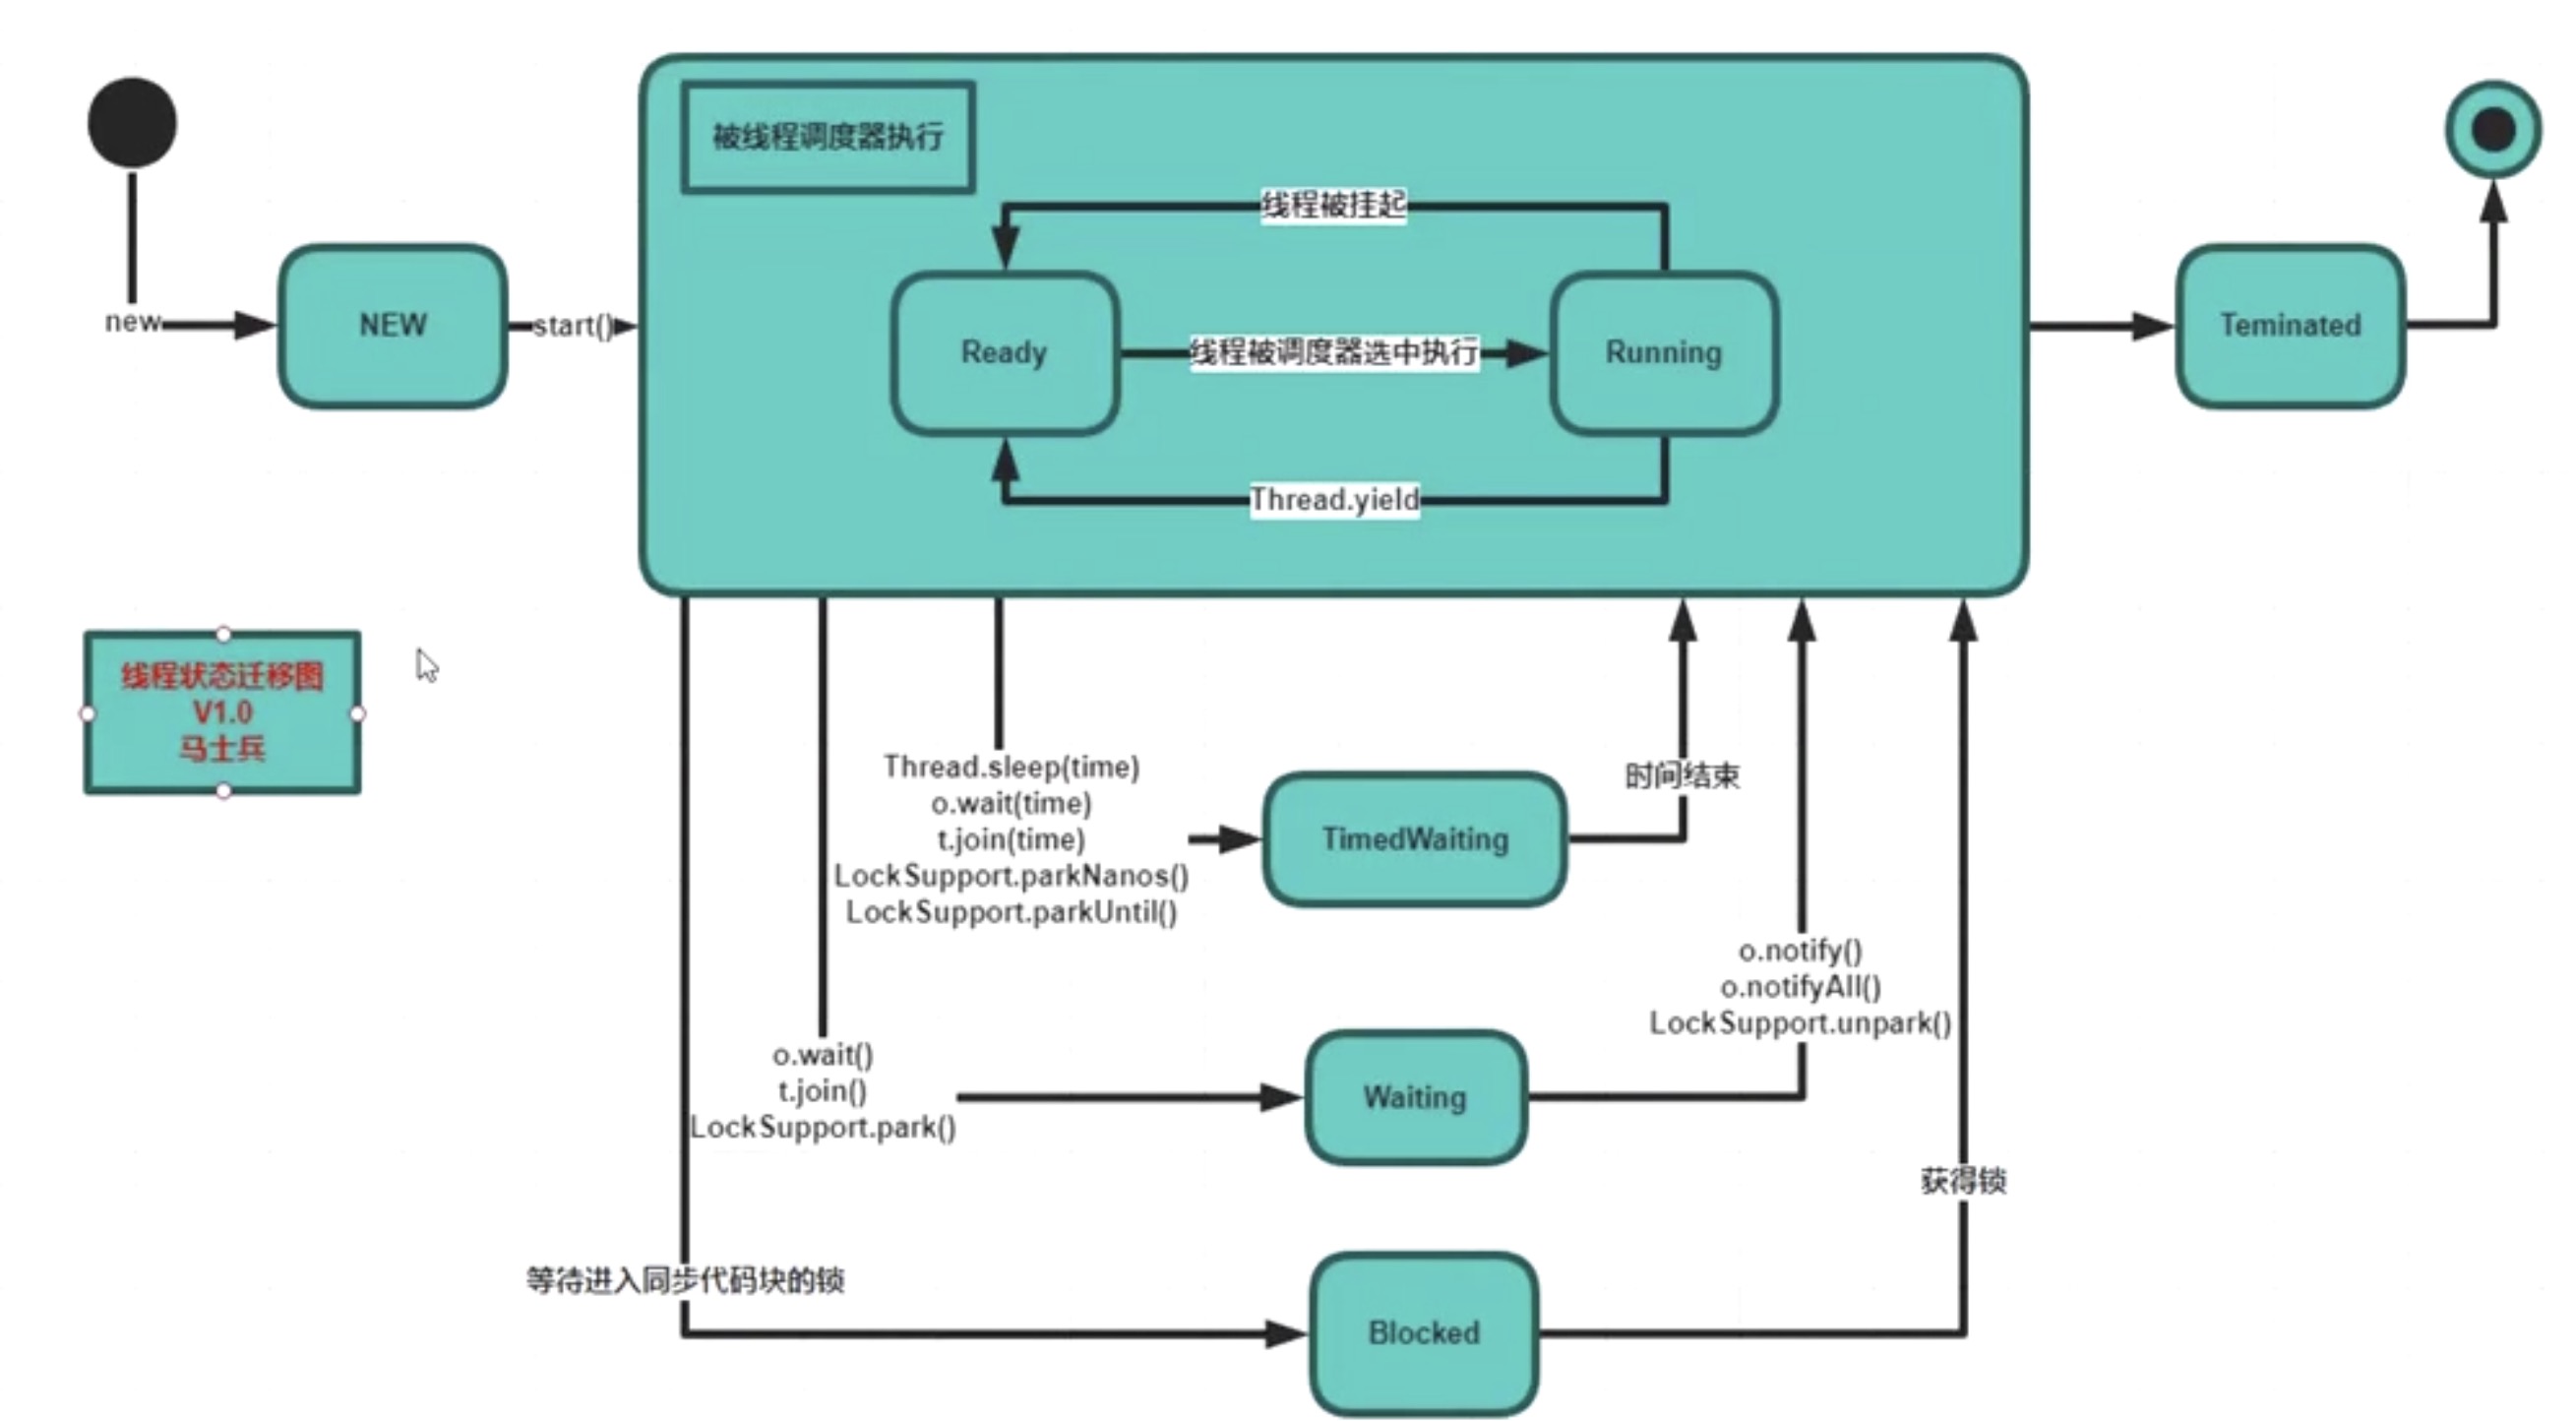 被线程调度器执行
线程被挂起
new
NEW
start()
Ready
线程被调度器选中执行
Running
Teminated
Thread.yield
线程状态迁移图
V1.0
马士兵
Thread.sleep(time)
o.wait(time)
t.join(time)
LockSupport.parkNanos()
LockSupport.parkUntil()
TimedWaiting
时间结束
o.wait()
t.join()
LockSupport.park()
Waiting
o.notify()
o.notifyAll()
LockSupport.unpark()
等待进入同步代码块的锁
Blocked
获得锁